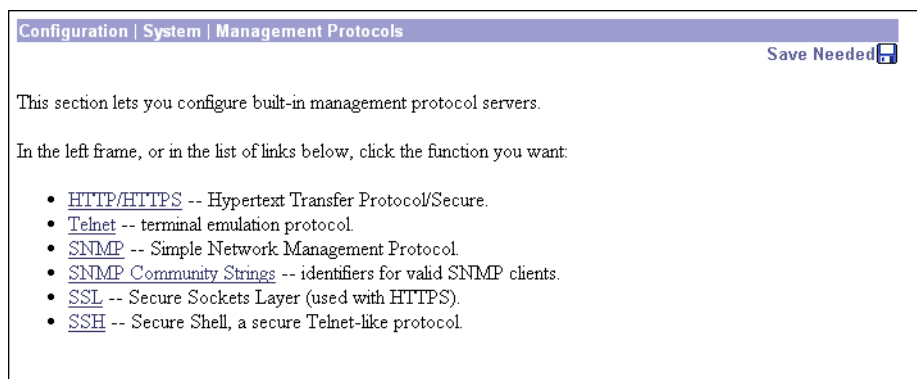 Configuration | System | Management Protocols
Save Needed
This section lets you configure built-in management protocol servers.
In the left frame, or in the list of links below, click the function you want:
• HTTP/HTTPS -- Hypertext Transfer Protocol/Secure.
• Telnet -- terminal emulation protocol.
• SNMP -- Simple Network Management Protocol.
• SNMP Community Strings -- identifiers for valid SNMP clients.
• SSL -- Secure Sockets Layer (used with HTTPS).
• SSH -- Secure Shell, a secure Telnet-like protocol.